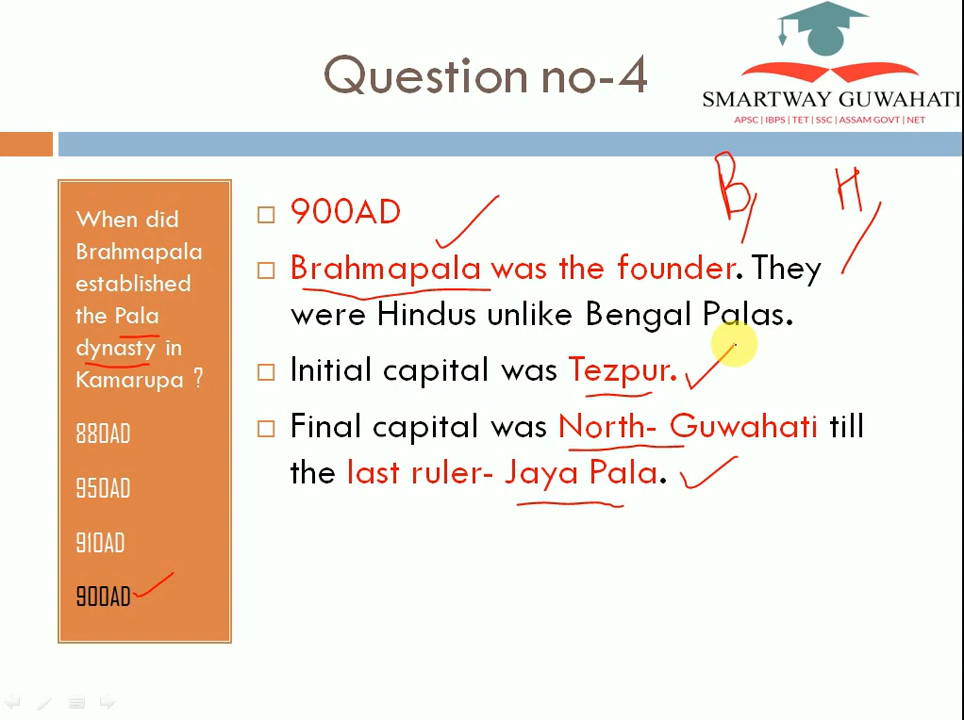 Question no-4
SMARTWAY GUWAHATI
APSC | IBPS | TET | SSC | ASSAM GOVT | NET
B, H
When did
Brahmapala
established
the Pala
dynasty in
Kamarupa ?
880AD
950AD
910AD
900AD
900AD
Brahmapala was the founder. They
were Hindus unlike Bengal Palas.
Initial capital was Tezpur.
Final capital was North- Guwahati till
the last ruler- Jaya Pala.